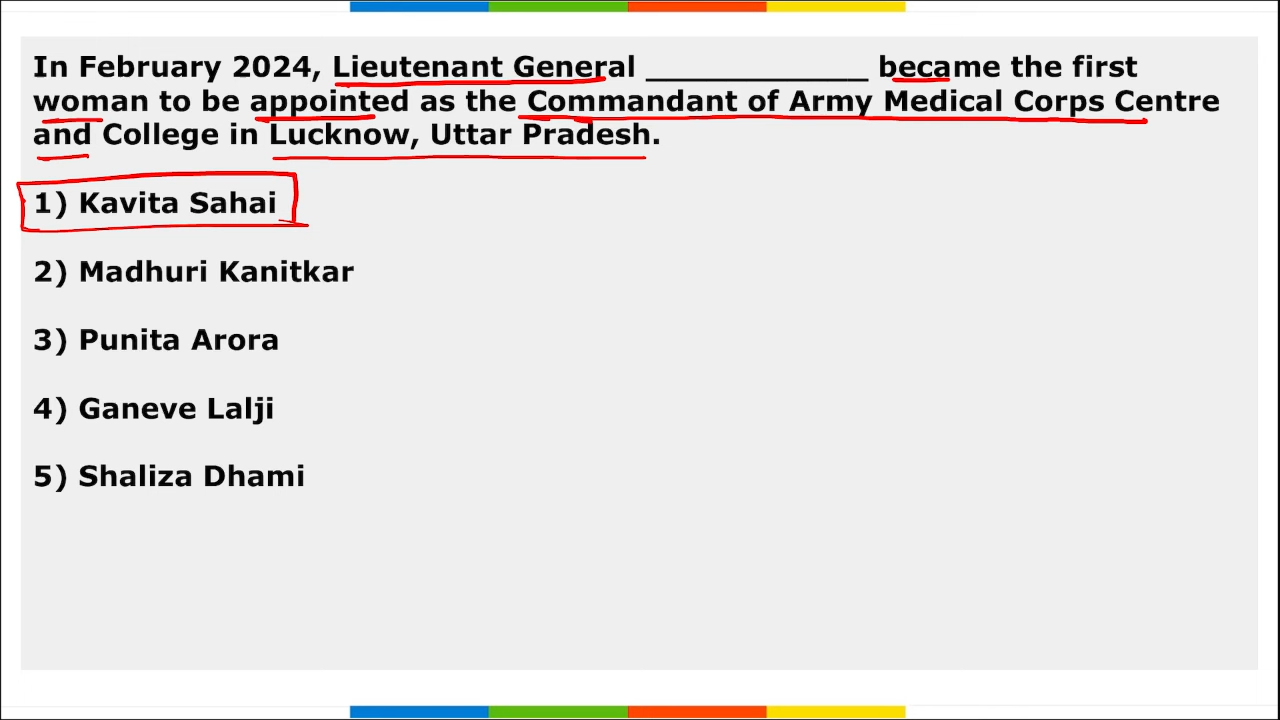 In February 2024, Lieutenant General _______________ became the first
woman to be appointed as the Commandant of Army Medical Corps Centre
and College in Lucknow, Uttar Pradesh.
1) Kavita Sahai
2) Madhuri Kanitkar
3) Punita Arora
4) Ganeve Lalji
5) Shaliza Dhami